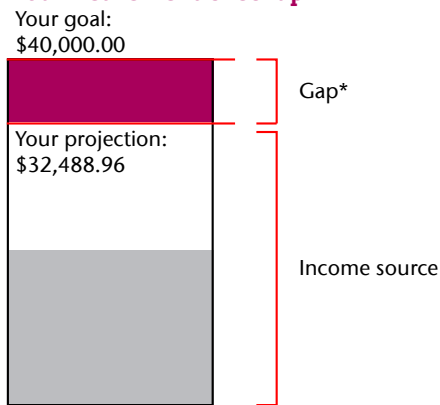 Your goal:
$40,000.00
Gap*
Your projection:
$32,488.96
Income source